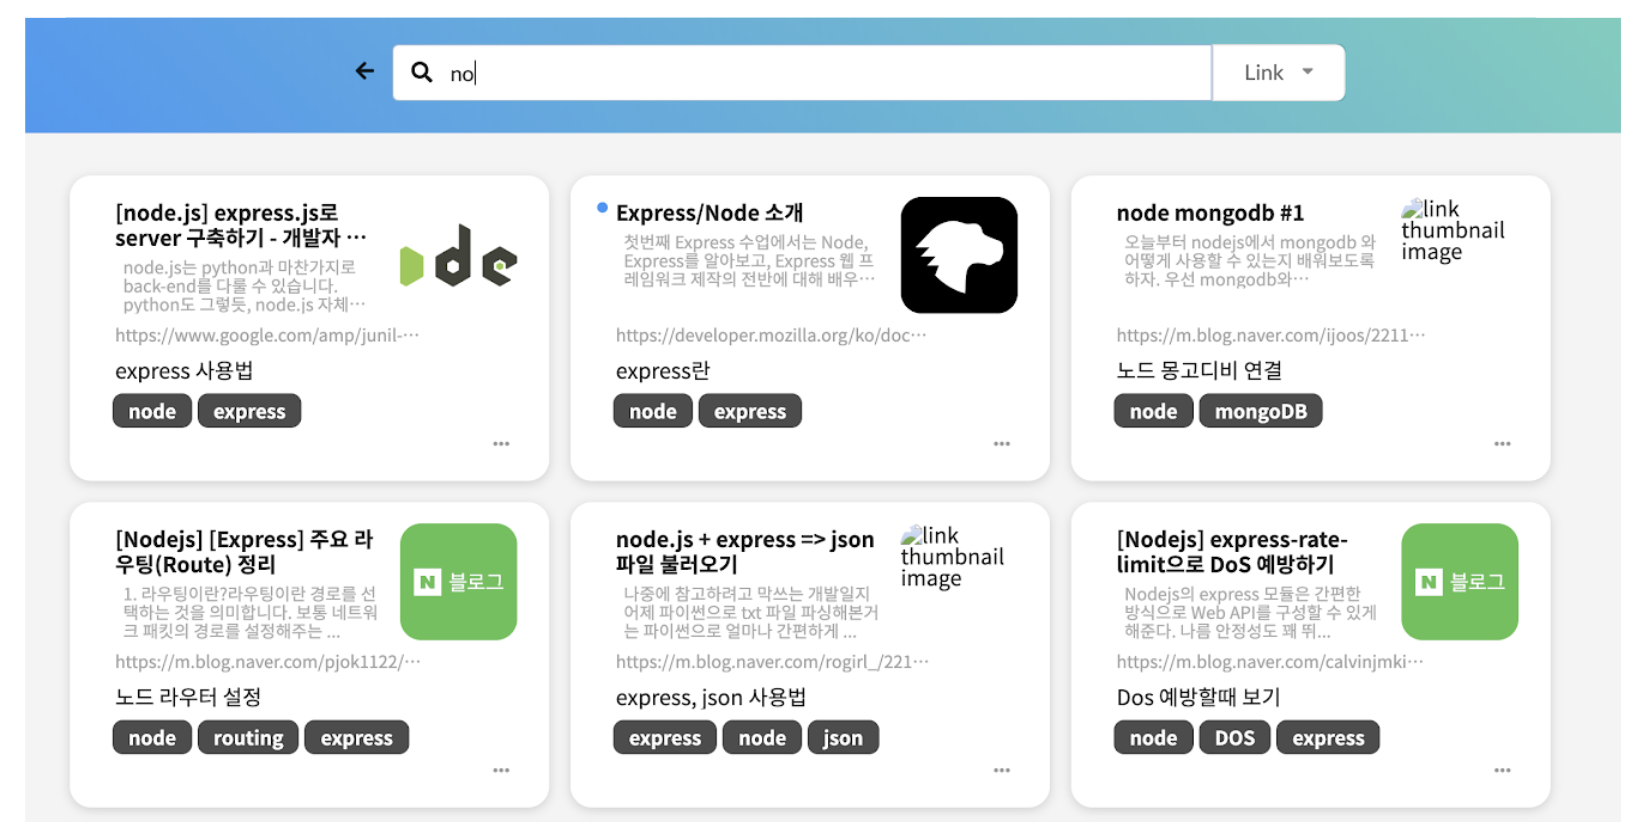 no
Link
[node.js] express.js로
server 구축하기 - 개발자 …
node.js는 python과 마찬가지로
back-end를 다룰 수 있습니다.
python도 그렇듯, node.js 자체…
https://www.google.com/amp/junil-…
express 사용법
node express
...
Express/Node 소개
첫번째 Express 수업에서는 Node,
Express를 알아보고, Express 웹 프
레임워크 제작의 전반에 대해 배우…
https://developer.mozilla.org/ko/doc…
express란
node express
...
node mongodb #1
오늘부터 nodejs에서 mongodb 와
어떻게 사용할 수 있는지 배워보도록
하자. 우선 mongodb와…
link
thumbnail
image
https://m.blog.naver.com/ijoos/2211…
노드 몽고디비 연결
node mongoDB
...
[Nodejs] [Express] 주요 라
우팅(Route) 정리
1. 라우팅이란?라우팅이란 경로를 선
택하는 것을 의미합니다. 보통 네트워
크 패킷의 경로를 설정해주는 ...
N 블로그
https://m.blog.naver.com/pjok1122/…
노드 라우터 설정
node routing express
...
node.js + express => json
파일 불러오기
나중에 참고하려고 막쓰는 개발일지
어제 파이썬으로 txt 파일 파싱해본거
는 파이썬으로 얼마나 간편하게 ...
link
thumbnail
image
https://m.blog.naver.com/rogirl_/221…
express, json 사용법
express node json
...
[Nodejs] express-rate-
limit으로 DoS 예방하기
Nodejs의 express 모듈은 간편한
방식으로 Web API를 구성할 수 있게
해준다. 나름 안정성도 꽤 뛰...
N 블로그
https://m.blog.naver.com/calvinjmki…
Dos 예방할때 보기
node DOS express
...